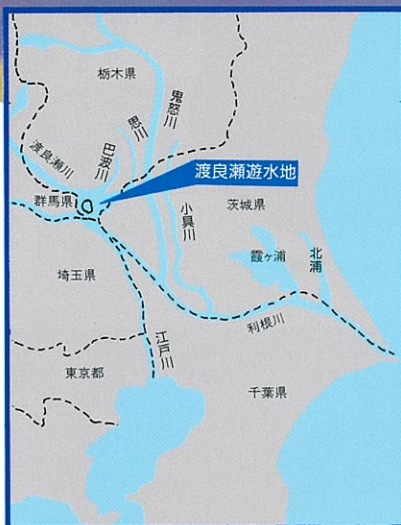 栃木県
鬼怒川
思川
巴波川
渡良瀬川
渡良瀬遊水地
群馬県
小貝川
茨城県
霞ヶ浦
北浦
埼玉県
利根川
江戸川
東京都
千葉県